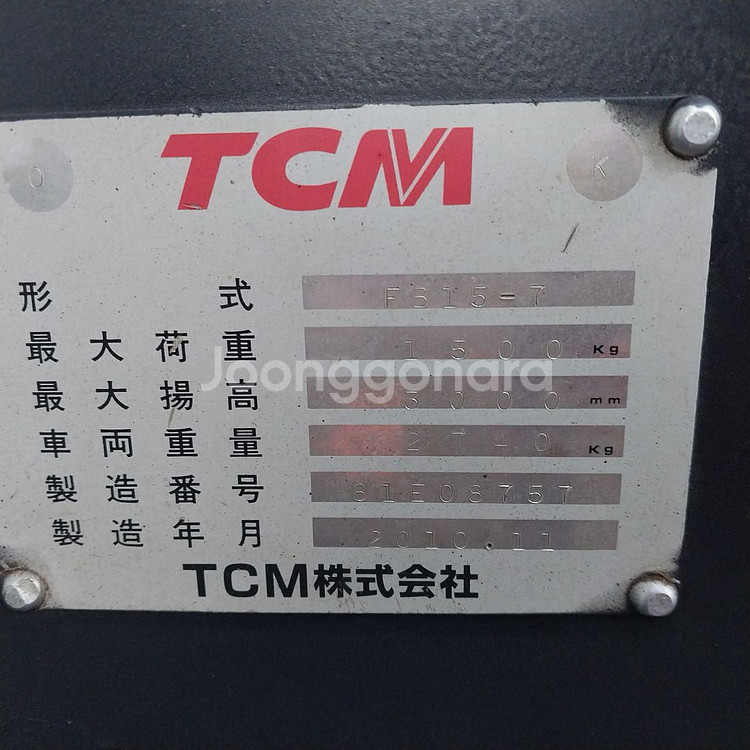 TCM
O
K
形式 FS15-7
最大荷重 1500 Kg
最大揚高 3000 mm
車両重量 2740 Kg
製造番号 81E08757
製造年月 2010.11
TCM株式会社
Joonggonara